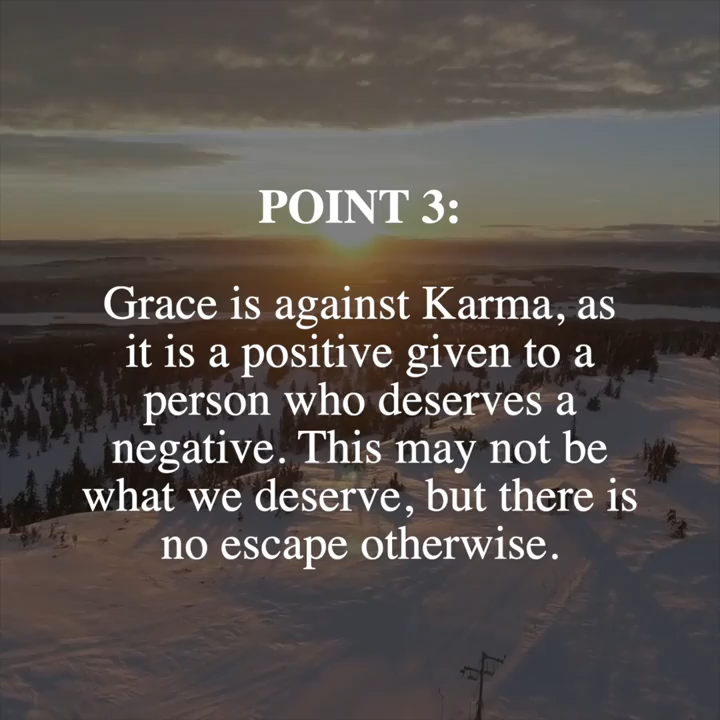 POINT 3:
Grace is against Karma, as
it is a positive given to a
person who deserves a
negative. This may not be
what we deserve, but there is
no escape otherwise.